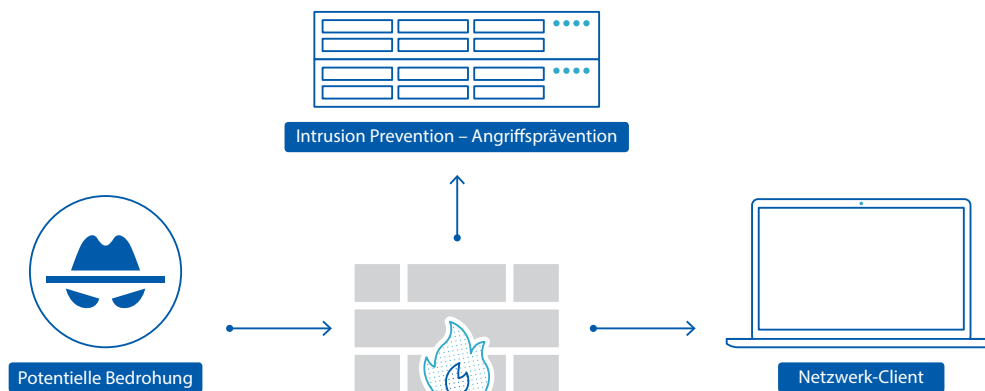 Intrusion Prevention – Angriffsprävention
Potentielle Bedrohung
Netzwerk-Client